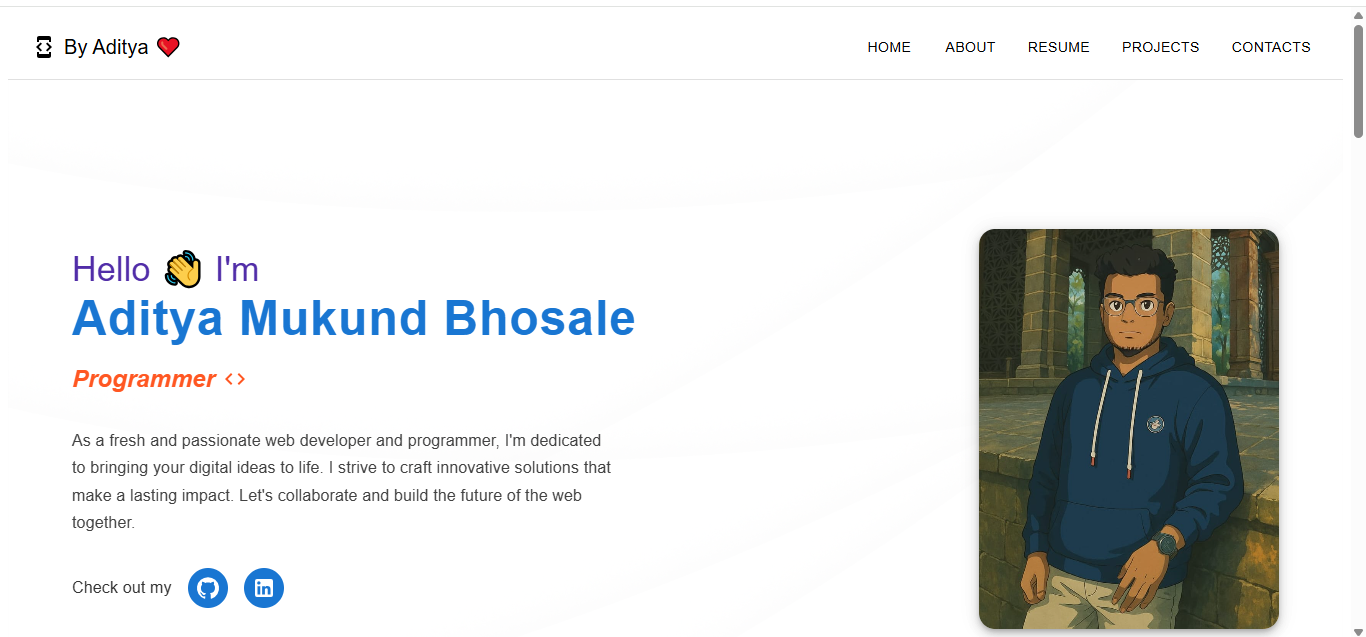 By Aditya ❤️
HOME ABOUT RESUME PROJECTS CONTACTS
Hello 👋 I'm
Aditya Mukund Bhosale
Programmer <>
As a fresh and passionate web developer and programmer, I'm dedicated
to bringing your digital ideas to life. I strive to craft innovative solutions that
make a lasting impact. Let's collaborate and build the future of the web
together.
Check out my
in